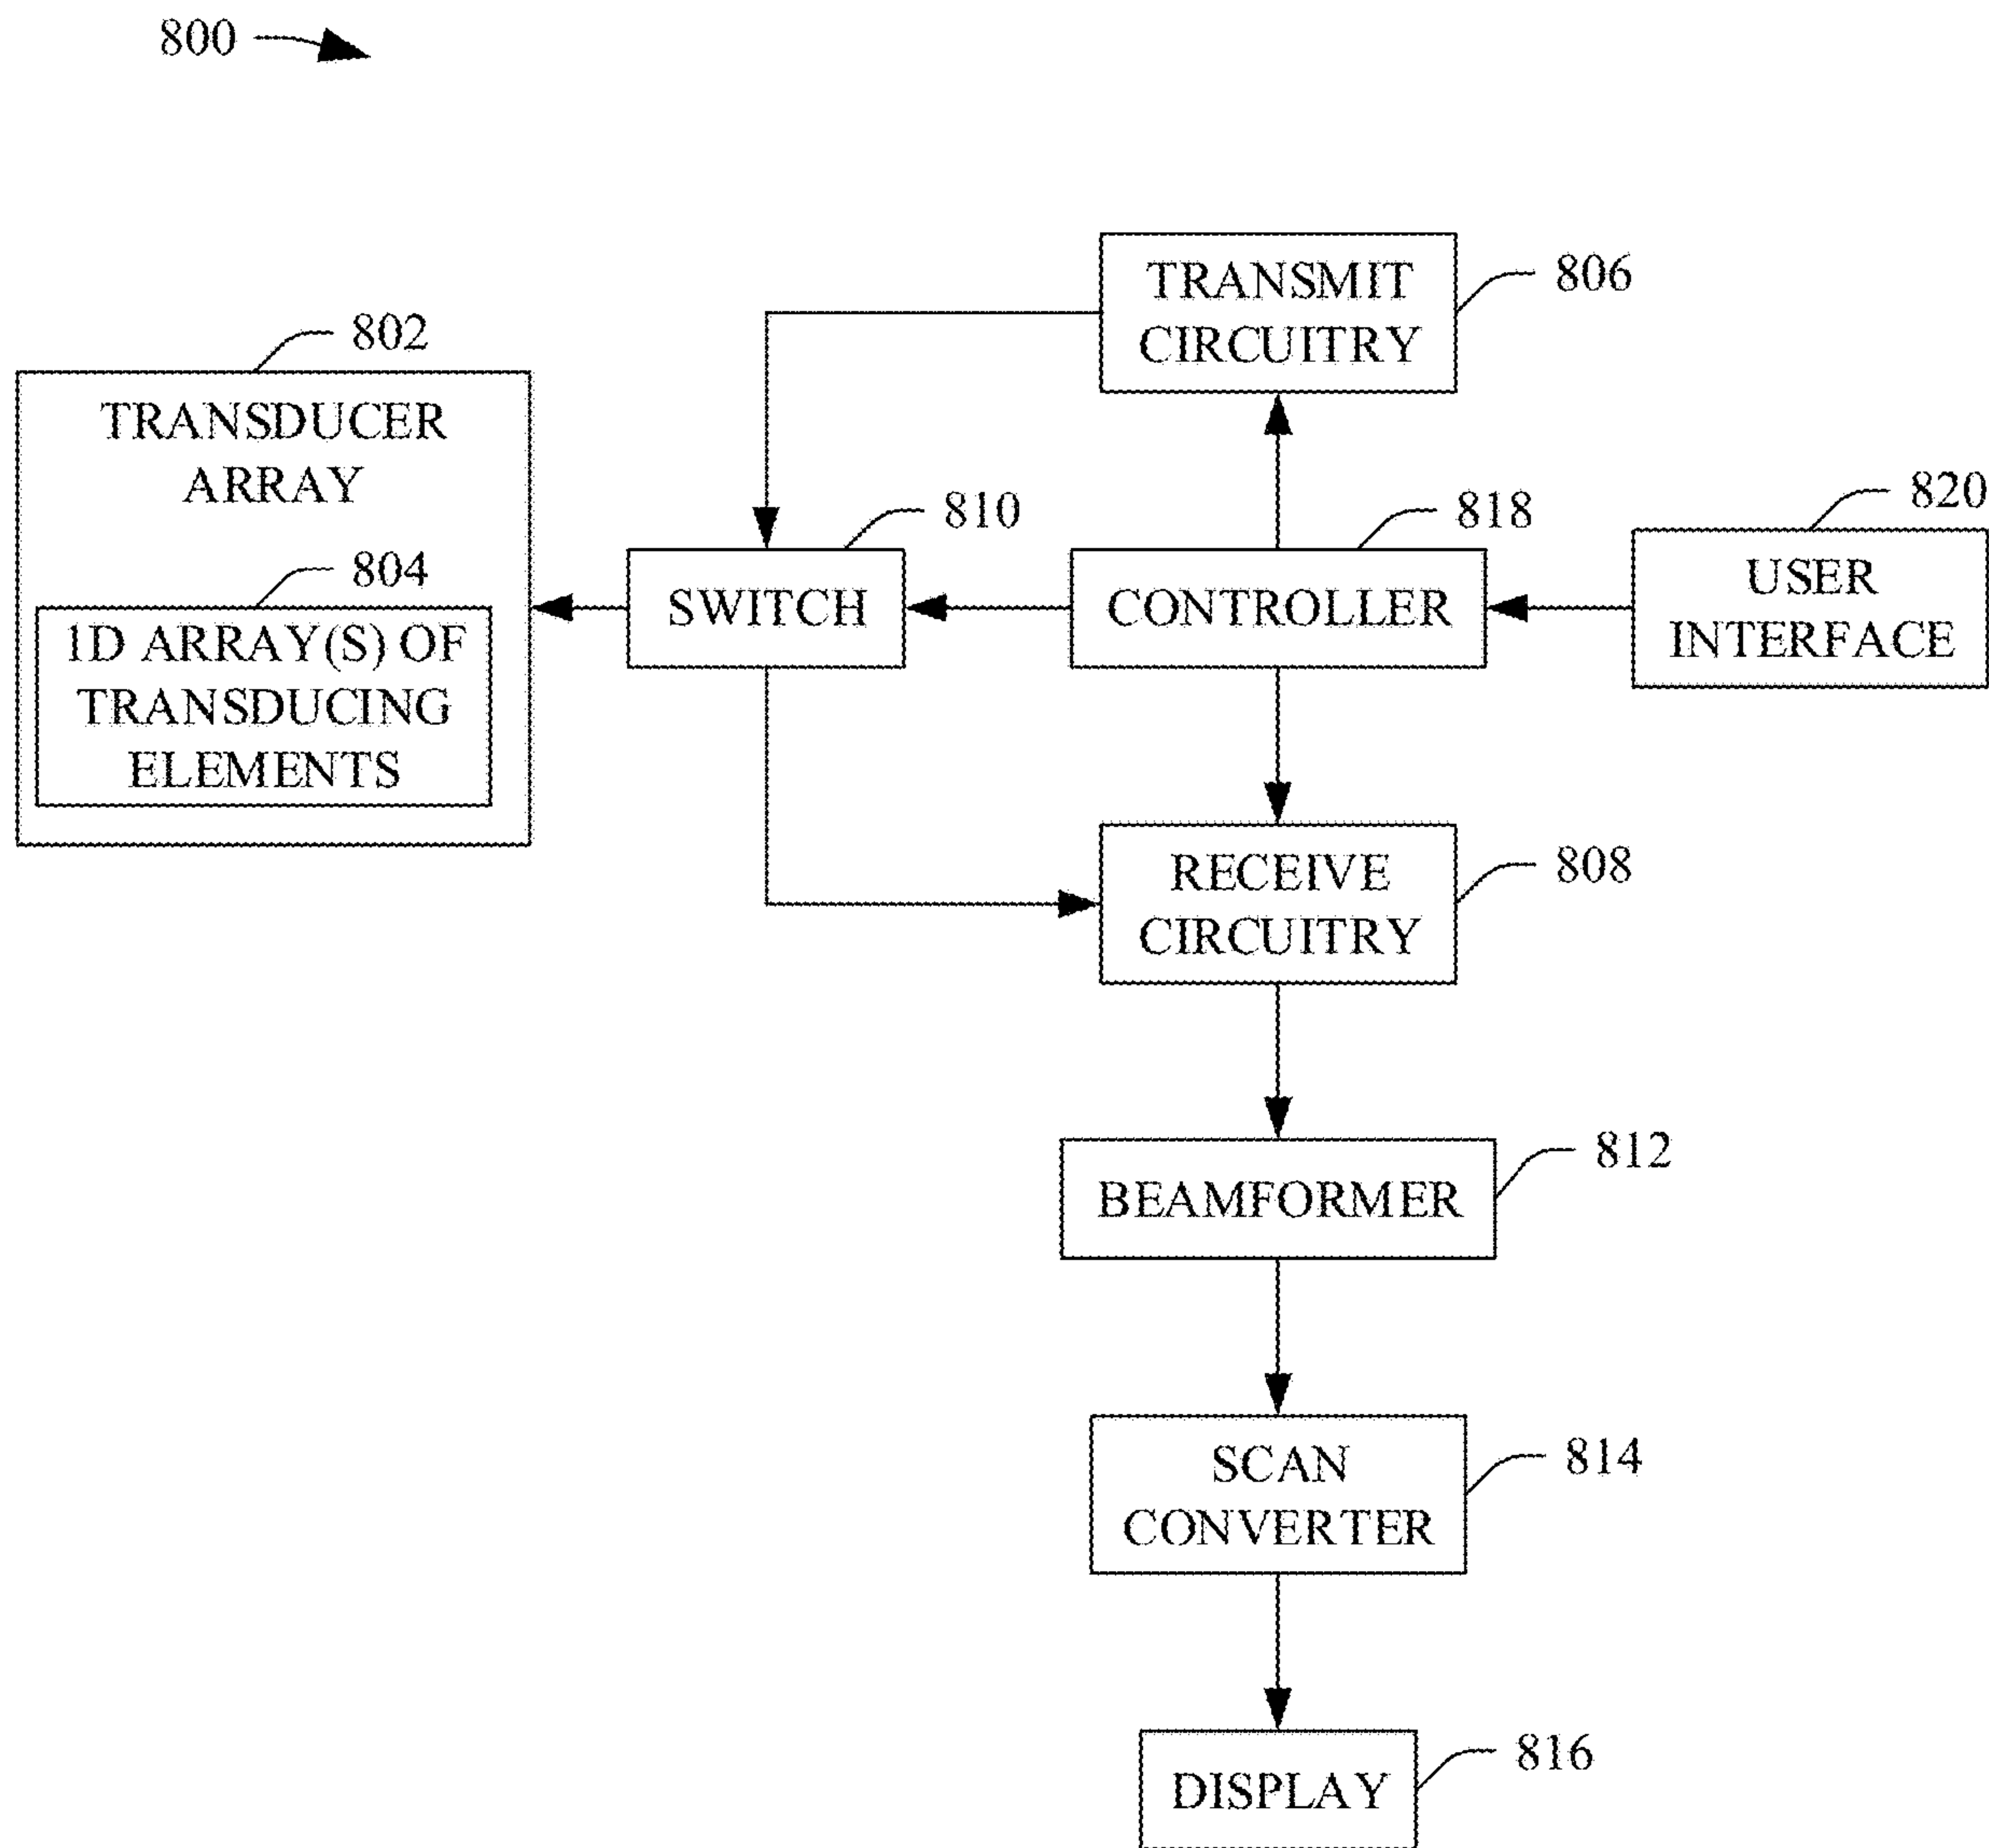 800
806
TRANSMIT
CIRCUITRY
802
TRANSDUCER
ARRAY
804
1D ARRAY(S) OF
TRANSDUCING
ELEMENTS
810
SWITCH
818
CONTROLLER
820
USER
INTERFACE
808
RECEIVE
CIRCUITRY
812
BEAMFORMER
814
SCAN
CONVERTER
816
DISPLAY